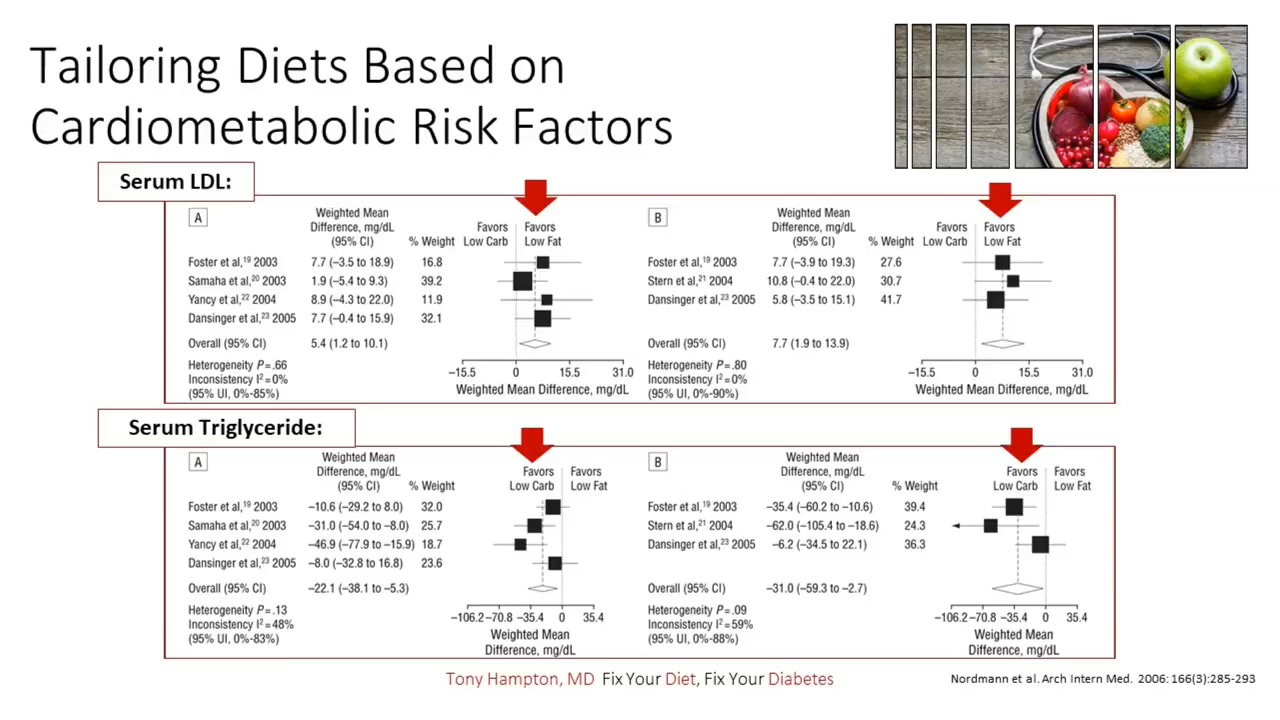 Tailoring Diets Based on
Cardiometabolic Risk Factors
Serum LDL:
A
Weighted Mean
Difference, mg/dL
(95% CI)
% Weight
Favors
Low Carb
Favors
Low Fat
Foster et al,19 2003 7.7 (−3.5 to 18.9) 16.8
Samaha et al,20 2003 1.9 (−5.4 to 9.3) 39.2
Yancy et al,22 2004 8.9 (−4.3 to 22.0) 11.9
Dansinger et al,23 2005 7.7 (−0.4 to 15.9) 32.1
Overall (95% CI) 5.4 (1.2 to 10.1)
Heterogeneity P=.66
Inconsistency I2=0%
(95% UI, 0%-85%)
−15.5 0 15.5 31.0
Weighted Mean Difference, mg/dL
B
Weighted Mean
Difference, mg/dL
(95% CI)
% Weight
Favors
Low Carb
Favors
Low Fat
Foster et al,19 2003 7.7 (−3.9 to 19.3) 27.6
Stern et al,21 2004 10.8 (−0.4 to 22.0) 30.7
Dansinger et al,23 2005 5.8 (−3.5 to 15.1) 41.7
Overall (95% CI) 7.7 (1.9 to 13.9)
Heterogeneity P=.80
Inconsistency I2=0%
(95% UI, 0%-90%)
−15.5 0 15.5 31.0
Weighted Mean Difference, mg/dL
Serum Triglyceride:
A
Weighted Mean
Difference, mg/dL
(95% CI)
% Weight
Favors
Low Carb
Favors
Low Fat
Foster et al,19 2003 −10.6 (−29.2 to 8.0) 32.0
Samaha et al,20 2003 −31.0 (−54.0 to −8.0) 25.7
Yancy et al,22 2004 −46.9 (−77.9 to −15.9) 18.7
Dansinger et al,23 2005 −8.0 (−32.8 to 16.8) 23.6
Overall (95% CI) −22.1 (−38.1 to −5.3)
Heterogeneity P=.13
Inconsistency I2=48%
(95% UI, 0%-83%)
−106.2 −70.8 −35.4 0 35.4
Weighted Mean
Difference, mg/dL
B
Weighted Mean
Difference, mg/dL
(95% CI)
% Weight
Favors
Low Carb
Favors
Low Fat
Foster et al,19 2003 −35.4 (−60.2 to −10.6) 39.4
Stern et al,21 2004 −62.0 (−105.4 to −18.6) 24.3
Dansinger et al,23 2005 −6.2 (−34.5 to 22.1) 36.3
Overall (95% CI) −31.0 (−59.3 to −2.7)
Heterogeneity P=.09
Inconsistency I2=59%
(95% UI, 0%-88%)
−106.2 −70.8 −35.4 0 35.4
Weighted Mean
Difference, mg/dL
Tony Hampton, MD Fix Your Diet, Fix Your Diabetes
Nordmann et al. Arch Intern Med. 2006: 166(3):285-293